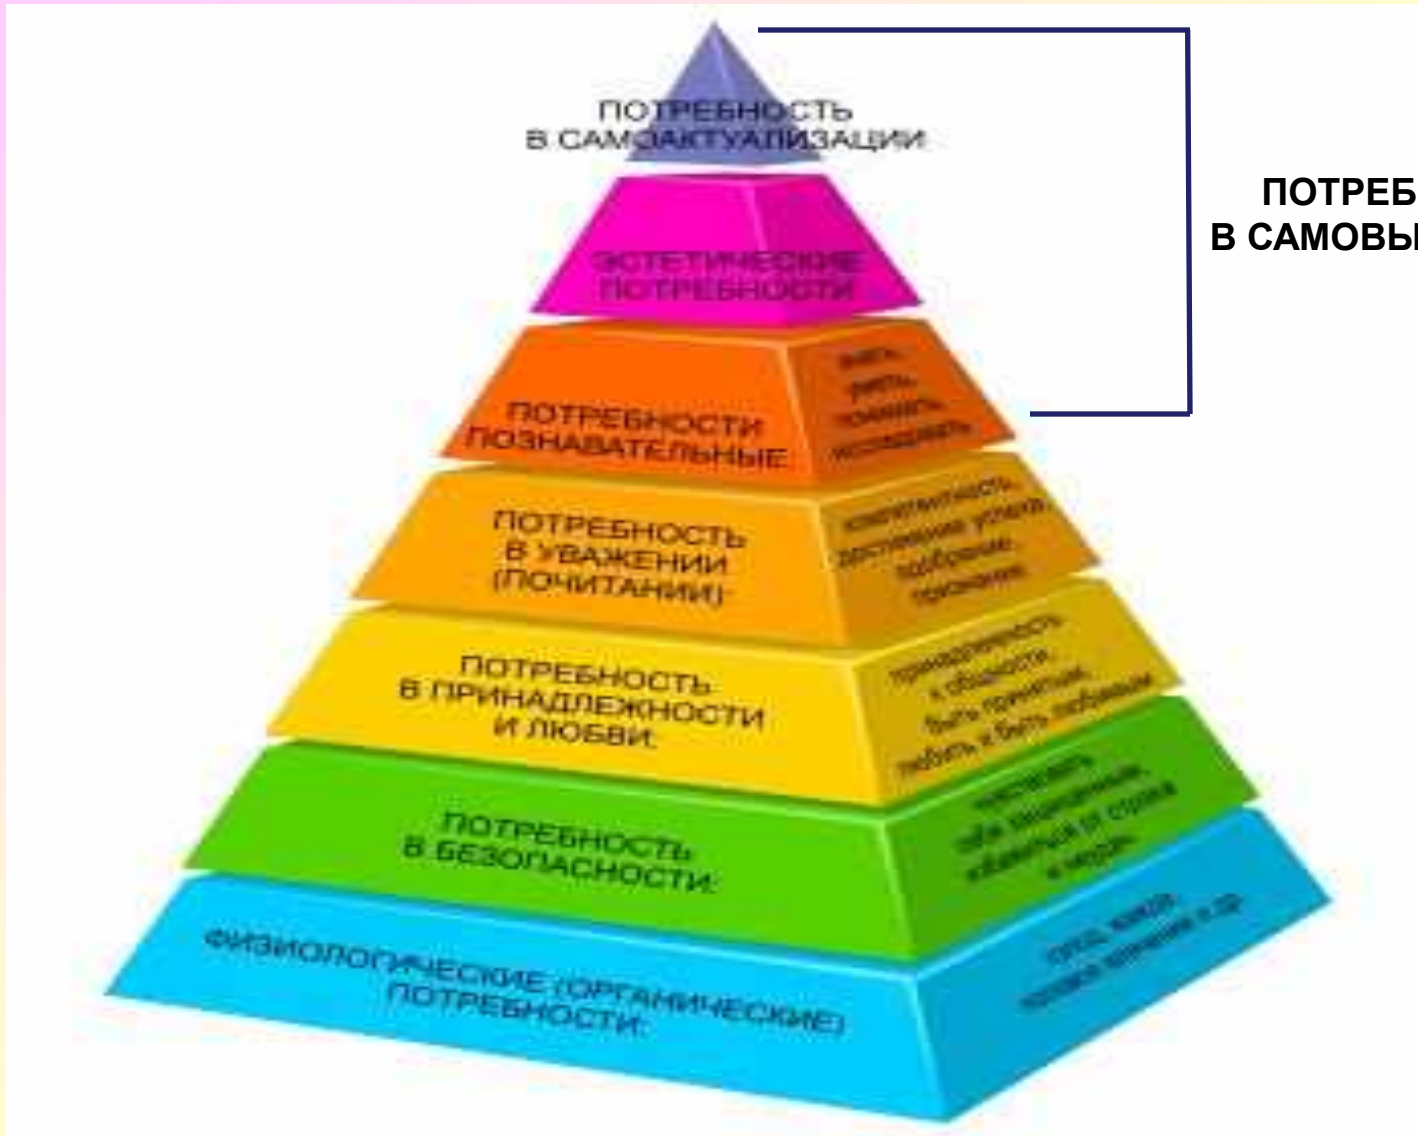 ПОТРЕБНОСТЬ
В САМОАКТУАЛИЗАЦИИ
ПОТРЕБ
В САМОВЫ
ЭСТЕТИЧЕСКИЕ
ПОТРЕБНОСТИ
ПОТРЕБНОСТИ
ПОЗНАВАТЕЛЬНЫЕ
знать,
уметь,
понимать,
исследовать
ПОТРЕБНОСТЬ
В УВАЖЕНИИ
(ПОЧИТАНИИ):
компетентность,
достижение успеха,
одобрение,
признание
ПОТРЕБНОСТЬ
В ПРИНАДЛЕЖНОСТИ
И ЛЮБВИ:
принадлежность
к общности,
быть принятым,
любить и быть любимым
ПОТРЕБНОСТЬ
В БЕЗОПАСНОСТИ:
чувствовать
себя защищенным,
избавиться от страха
и неудач
ФИЗИОЛОГИЧЕСКИЕ (ОРГАНИЧЕСКИЕ)
ПОТРЕБНОСТИ:
голод, жажда,
половое влечение и др.